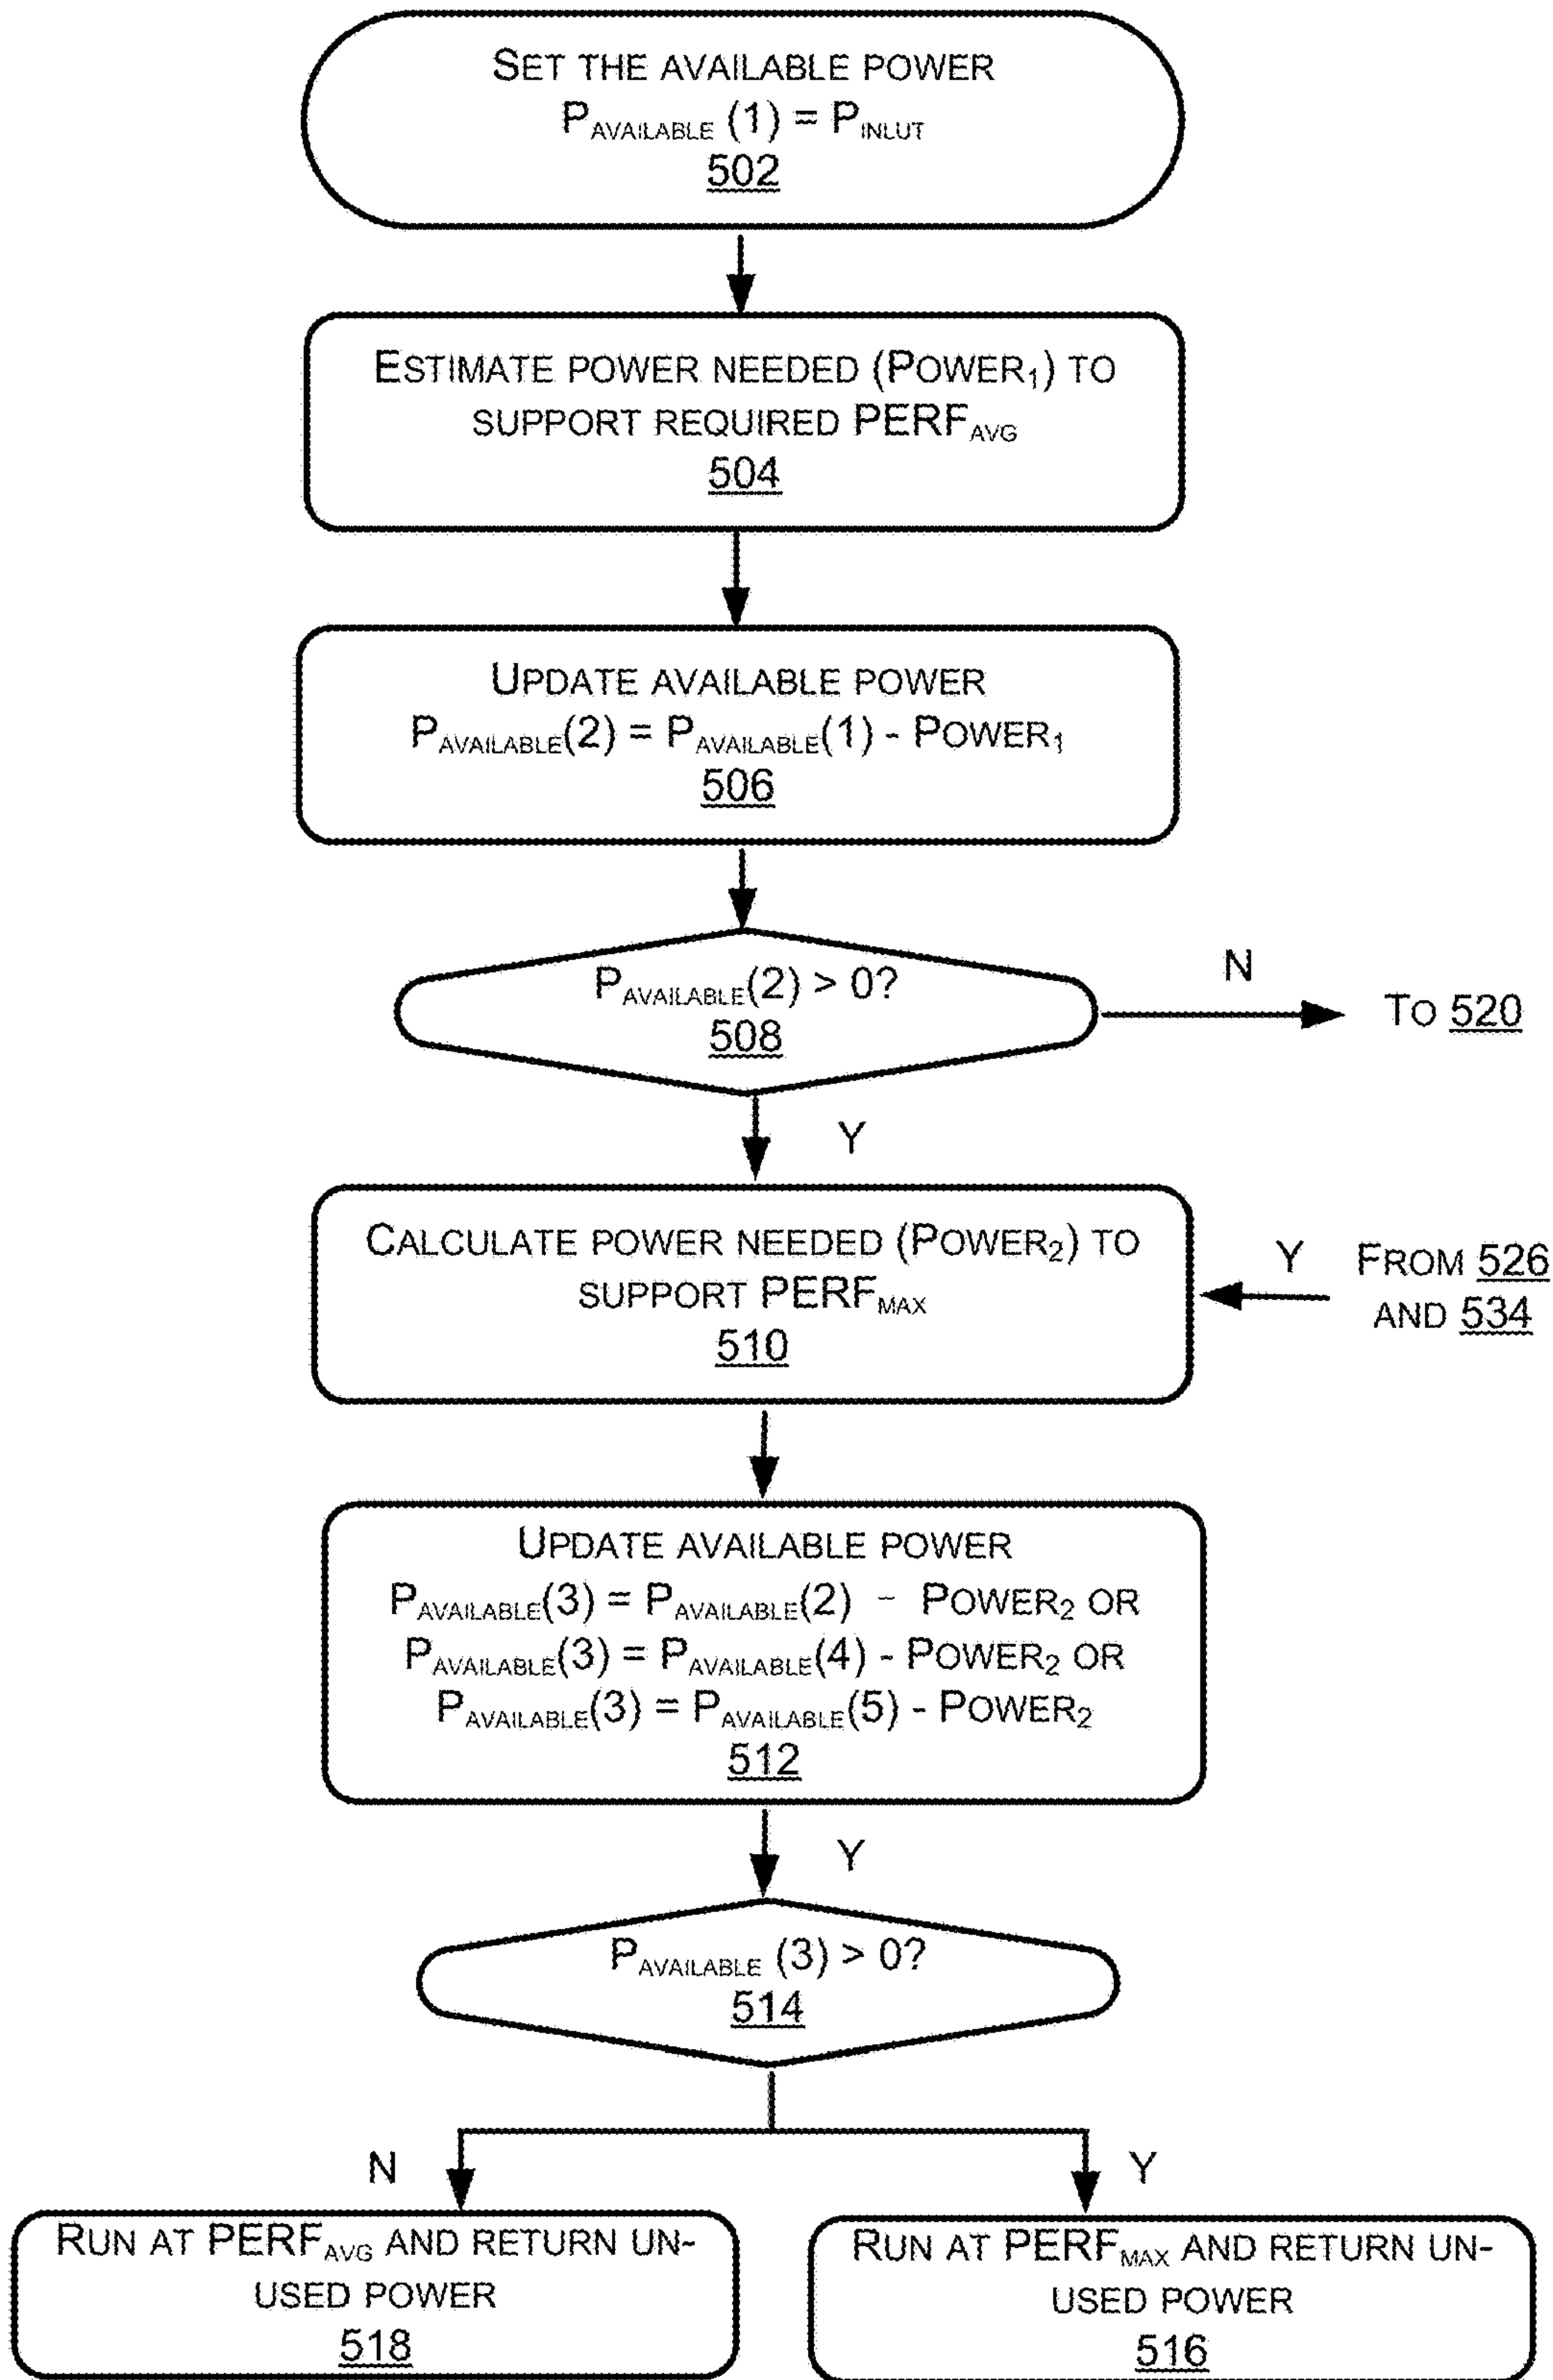 SET THE AVAILABLE POWER
PAVAILABLE (1) = PINLUT
502
ESTIMATE POWER NEEDED (POWER1) TO
SUPPORT REQUIRED PERFAVG
504
UPDATE AVAILABLE POWER
PAVAILABLE(2) = PAVAILABLE(1) - POWER1
506
PAVAILABLE(2) > 0?
508
N
TO 520
Y
CALCULATE POWER NEEDED (POWER2) TO
SUPPORT PERFMAX
510
Y
FROM 526
AND 534
UPDATE AVAILABLE POWER
PAVAILABLE(3) = PAVAILABLE(2) - POWER2 OR
PAVAILABLE(3) = PAVAILABLE(4) - POWER2 OR
PAVAILABLE(3) = PAVAILABLE(5) - POWER2
512
Y
PAVAILABLE (3) > 0?
514
N
Y
RUN AT PERFAVG AND RETURN UN-
USED POWER
518
RUN AT PERFMAX AND RETURN UN-
USED POWER
516